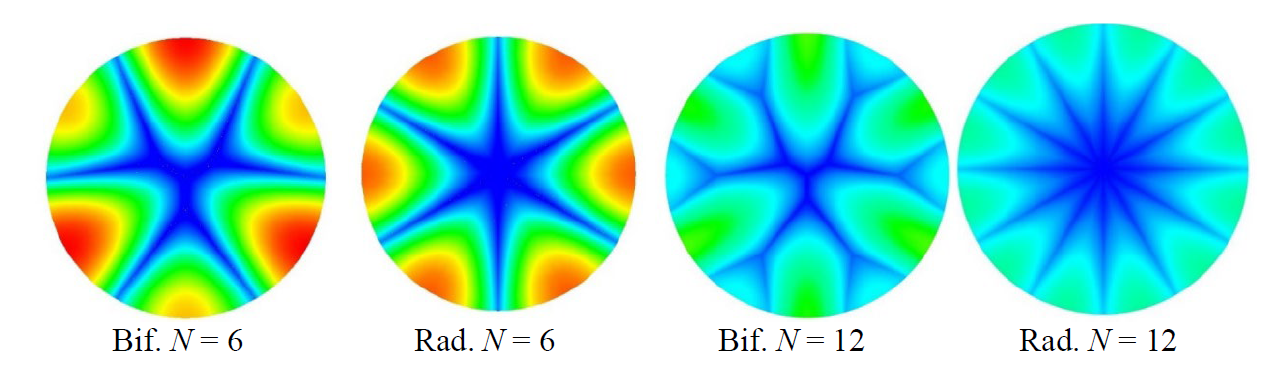 Bif. N = 6 Rad. N = 6 Bif. N = 12 Rad. N = 12